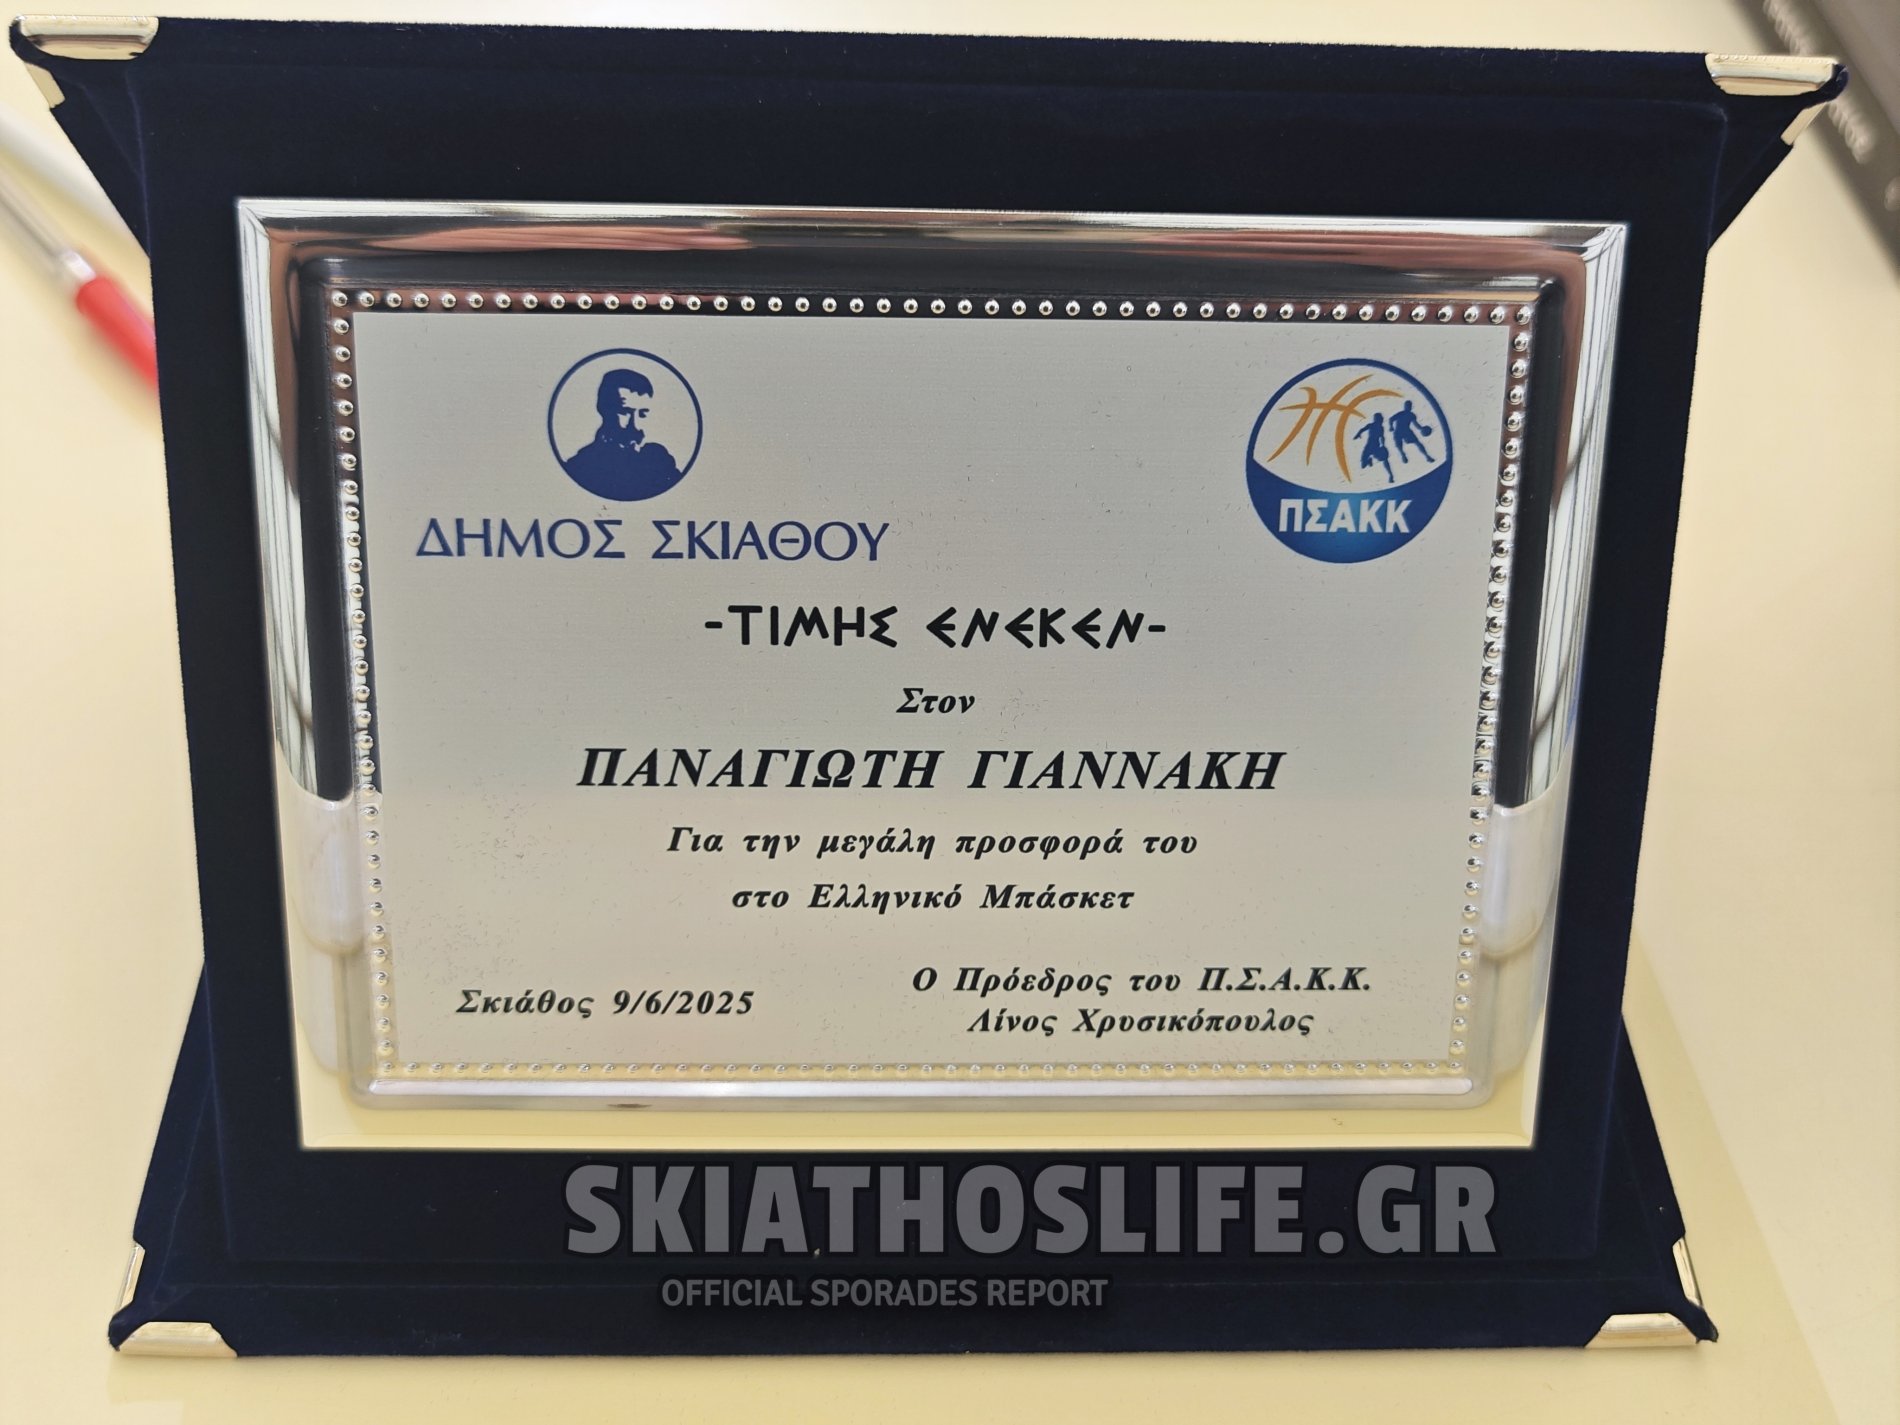 ΔΗΜΟΣ ΣΚΙΑΘΟΥ
ΠΣΑΚΚ
-ΤΙΜΗΣ ΕΝΕΚΕΝ-
Στον
ΠΑΝΑΓΙΩΤΗ ΓΙΑΝΝΑΚΗ
Για την μεγάλη προσφορά του
στο Ελληνικό Μπάσκετ
Σκιάθος 9/6/2025
Ο Πρόεδρος του Π.Σ.Α.Κ.Κ.
Λίνος Χρυσικόπουλος
SKIATHOSLIFE.GR
OFFICIAL SPORADES REPORT